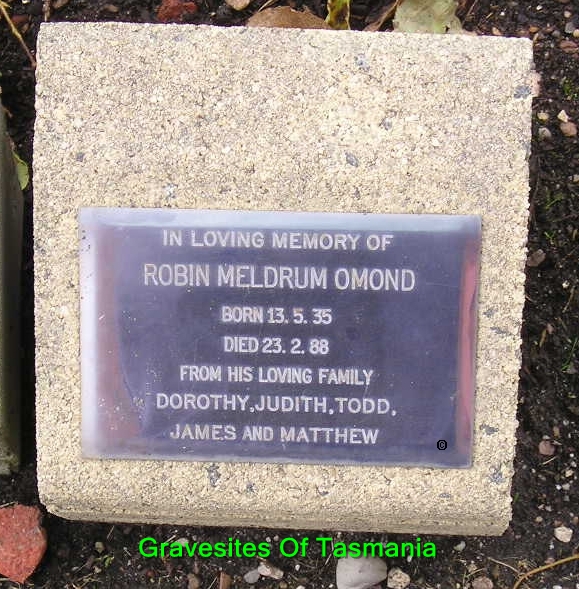 IN LOVING MEMORY OF
ROBIN MELDRUM OMOND
BORN 13. 5. 35
DIED 23. 2. 88
FROM HIS LOVING FAMILY
DOROTHY, JUDITH, TODD,
JAMES AND MATTHEW
©
Gravesites Of Tasmania